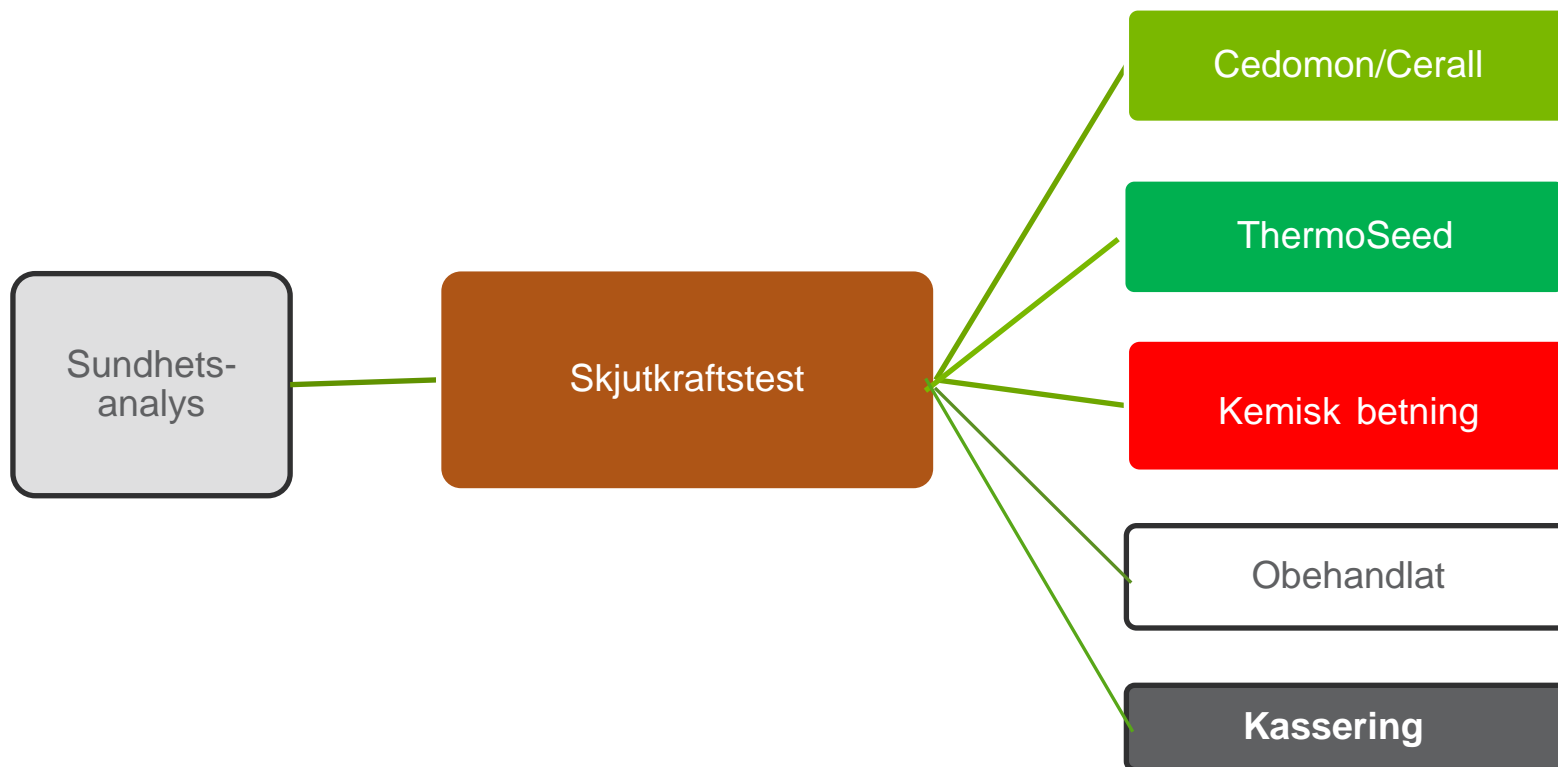 Sundhets-
analys
Skjutkraftstest
Cedomon/Cerall
ThermoSeed
Kemisk betning
Obehandlat
Kassering